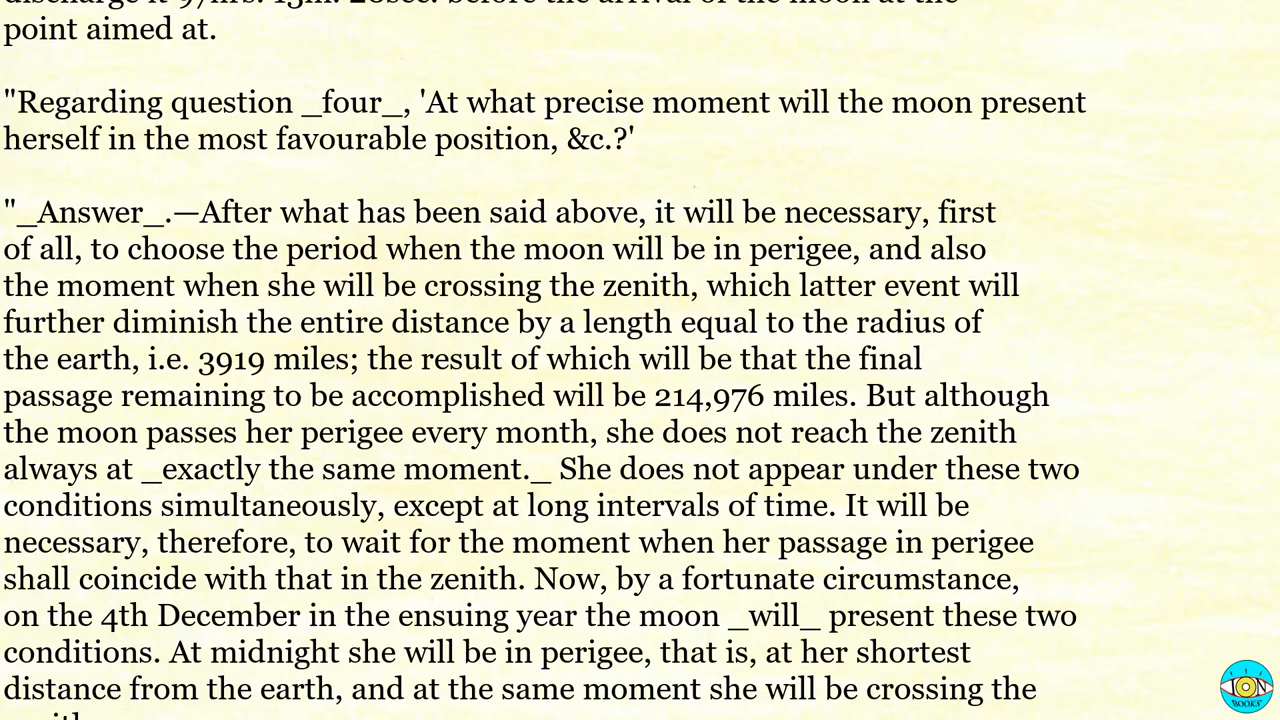 point aimed at.
"Regarding question _four_, 'At what precise moment will the moon present
herself in the most favourable position, &c.?'
"_Answer_.—After what has been said above, it will be necessary, first
of all, to choose the period when the moon will be in perigee, and also
the moment when she will be crossing the zenith, which latter event will
further diminish the entire distance by a length equal to the radius of
the earth, i.e. 3919 miles; the result of which will be that the final
passage remaining to be accomplished will be 214,976 miles. But although
the moon passes her perigee every month, she does not reach the zenith
always at _exactly the same moment._ She does not appear under these two
conditions simultaneously, except at long intervals of time. It will be
necessary, therefore, to wait for the moment when her passage in perigee
shall coincide with that in the zenith. Now, by a fortunate circumstance,
on the 4th December in the ensuing year the moon _will_ present these two
conditions. At midnight she will be in perigee, that is, at her shortest
distance from the earth, and at the same moment she will be crossing the
ION
BOOKS